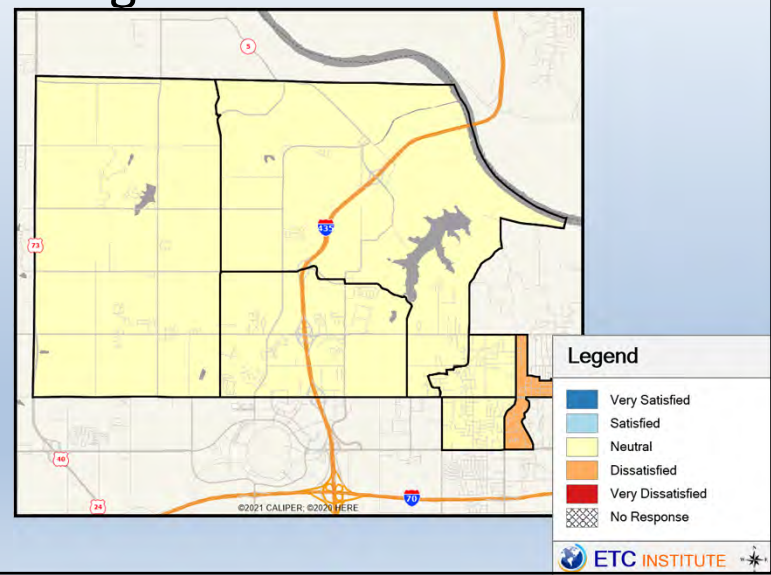 5
435
73
40
24
70
©2021 CALIPER; ©2020 HERE
Legend
Very Satisfied
Satisfied
Neutral
Dissatisfied
Very Dissatisfied
No Response
ETC INSTITUTE